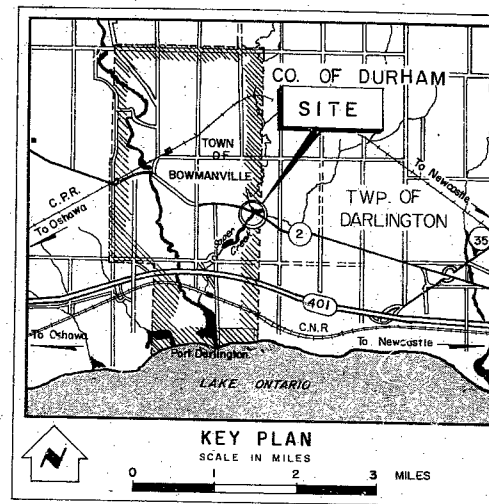 CO. OF DURHAM
SITE
TOWN
OF
BOWMANVILLE
To Newcastle
TWP. OF
DARLINGTON
C.P.R.
To Oshawa
2
35
401
C.N.R
To Oshawa
To Newcastle
Port Darlington
LAKE ONTARIO
N
KEY PLAN
SCALE IN MILES
0 1 2 3 MILES